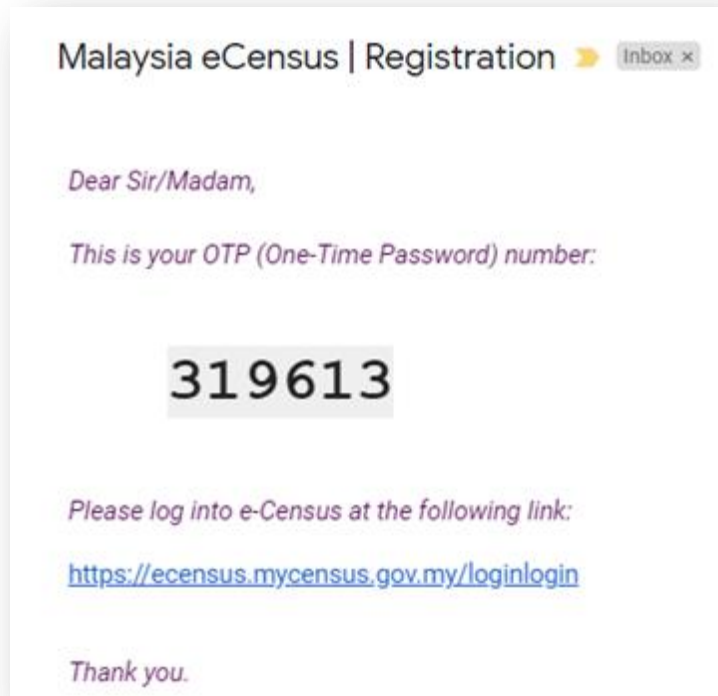 Malaysia eCensus | Registration Inbox ×
Dear Sir/Madam,
This is your OTP (One-Time Password) number:
319613
Please log into e-Census at the following link:
https://ecensus.mycensus.gov.my/loginlogin
Thank you.